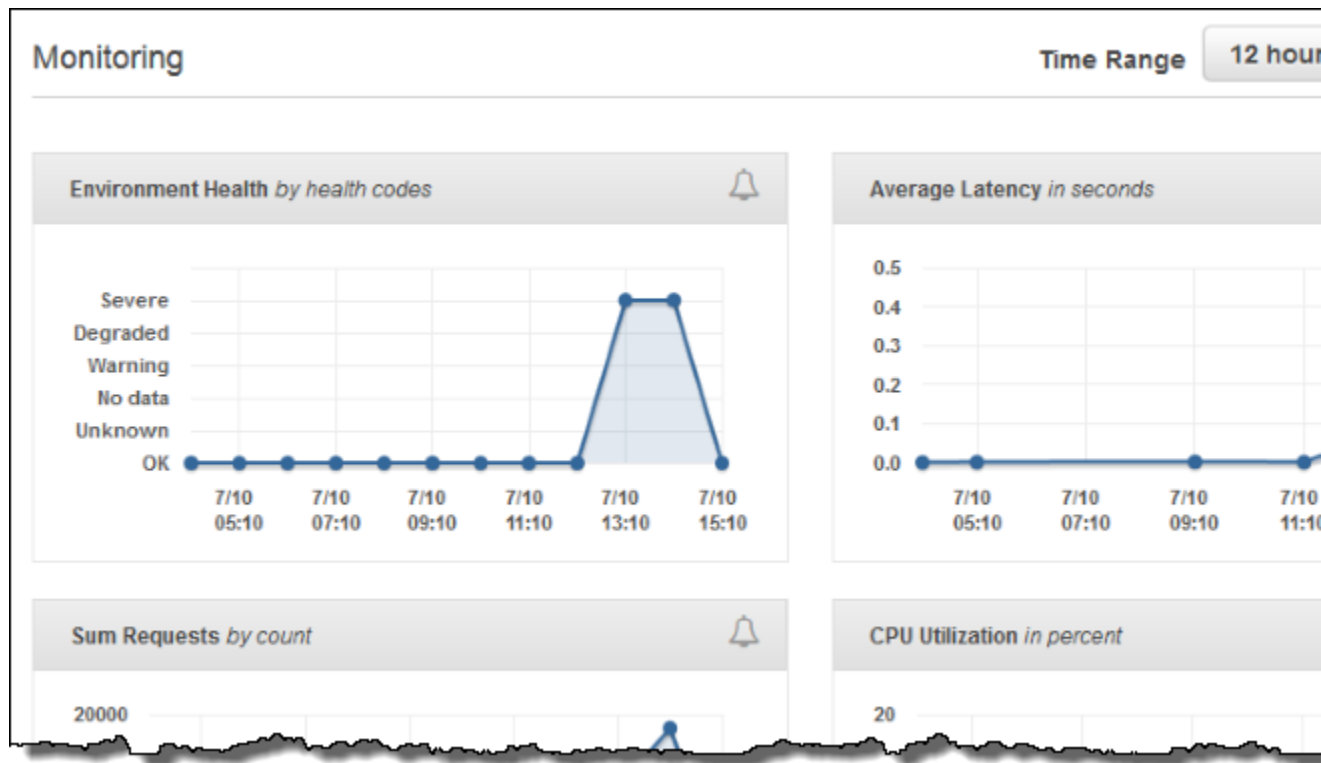 Monitoring
Time Range 12 hour
Environment Health by health codes
Severe
Degraded
Warning
No data
Unknown
OK
7/10 7/10 7/10 7/10 7/10 7/10
05:10 07:10 09:10 11:10 13:10 15:10
Average Latency in seconds
0.5
0.4
0.3
0.2
0.1
0.0
7/10 7/10 7/10 7/10
05:10 07:10 09:10 11:10
Sum Requests by count
20000
CPU Utilization in percent
20